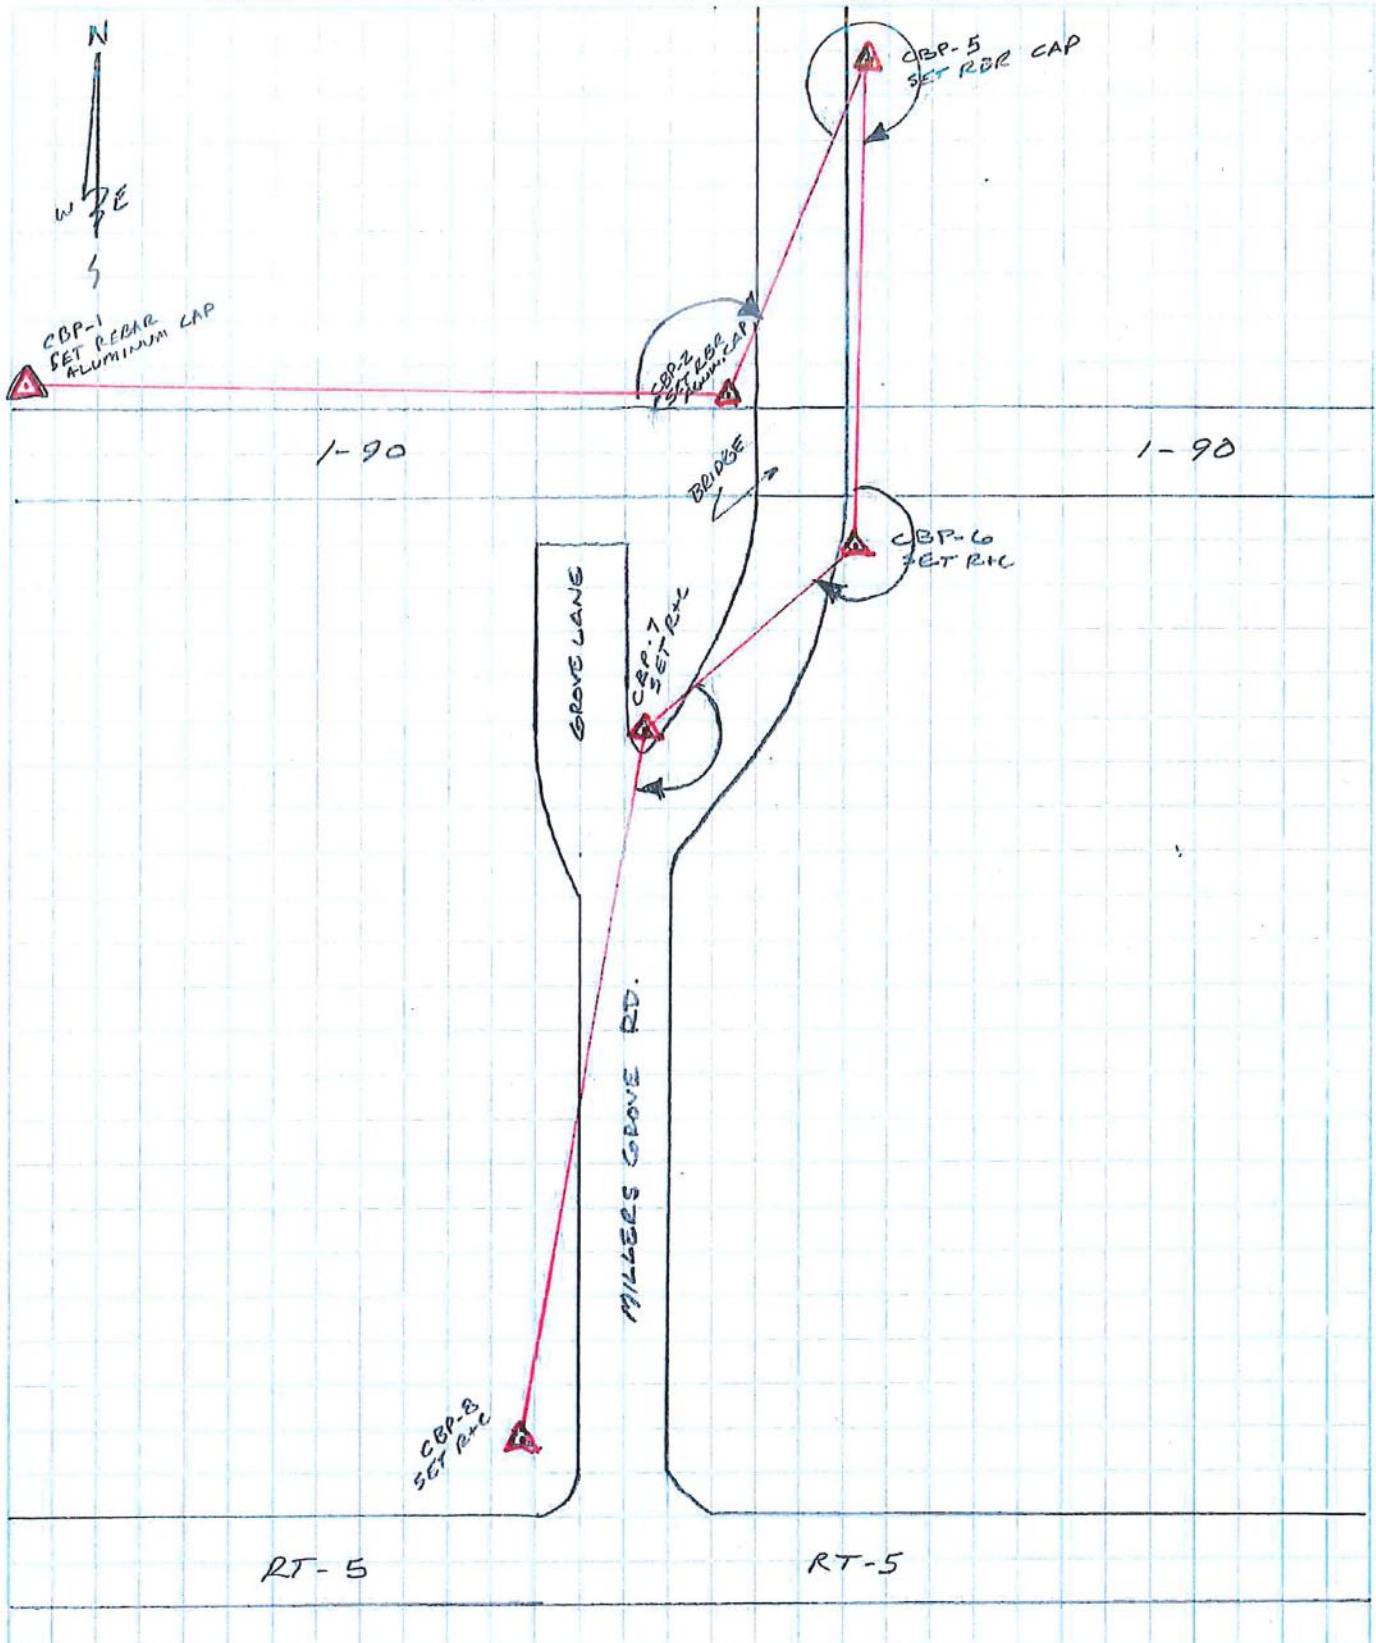 N
W E
S
CBP-5
SET RBR CAP
CBP-1
SET REBAR
ALUMINUM CAP
CBP-2
SET RBR
ALUM. CAP
I-90
I-90
BRIDGE
CBP-6
SET R+C
GROVE LANE
CBP-7
SET R+C
MILLERS GROVE RD.
CBP-8
SET R+C
RT-5
RT-5